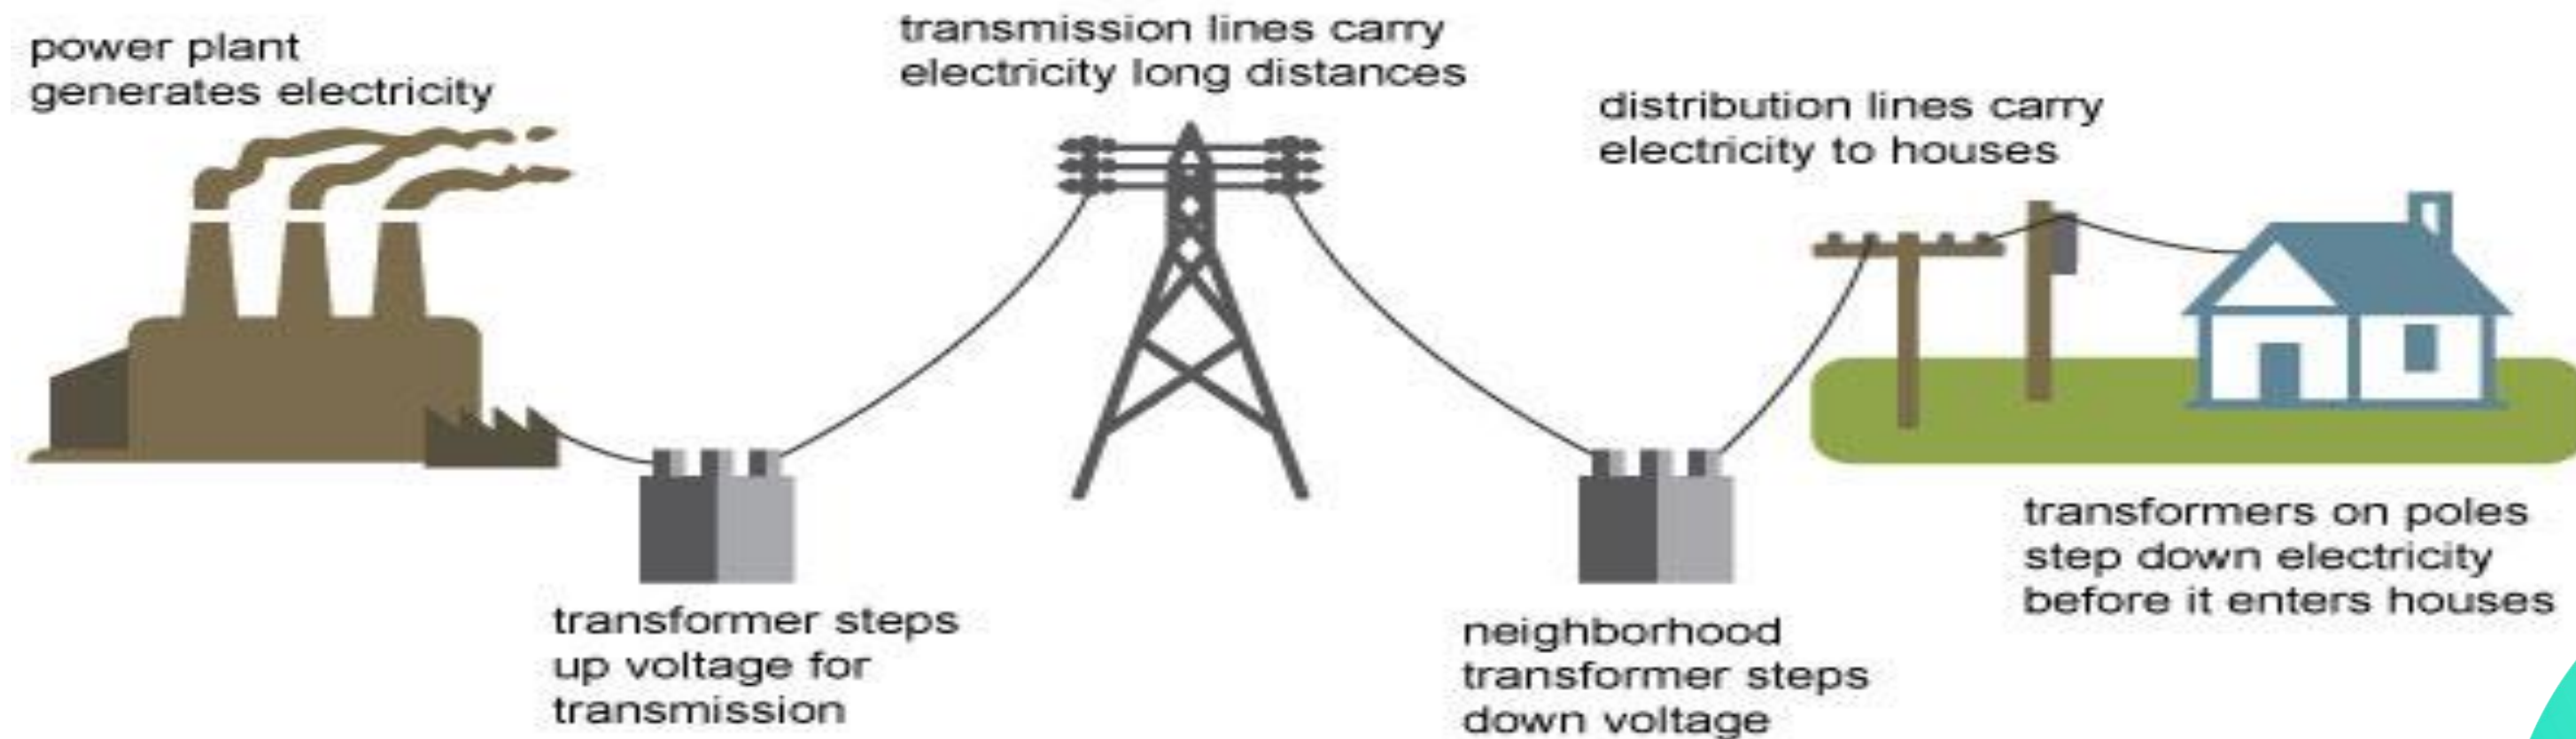 power plant
generates electricity
transformer steps
up voltage for
transmission
transmission lines carry
electricity long distances
neighborhood
transformer steps
down voltage
distribution lines carry
electricity to houses
transformers on poles
step down electricity
before it enters houses